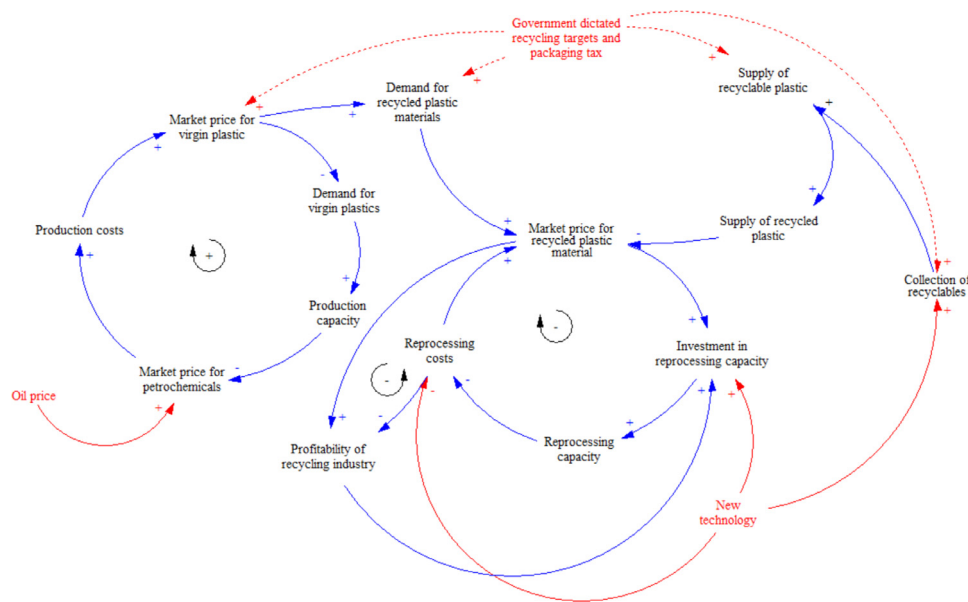 Government dictated
recycling targets and
packaging tax
+
+
Supply of
recyclable plastic
Demand for
recycled plastic
materials
+
+
+
Market price for
virgin plastic
+
+
-
Demand for
virgin plastics
+
Supply of recycled
plastic
Production costs
+
+
Market price for
recycled plastic
material
+
-
+
+
Collection of
recyclables
+
+
Production
capacity
-
+
Reprocessing
costs
-
-
-
-
Investment in
reprocessing capacity
+
+
+
Market price for
petrochemicals
-
+
Oil price
-
+
Profitability of
recycling industry
Reprocessing
capacity
+
New
technology